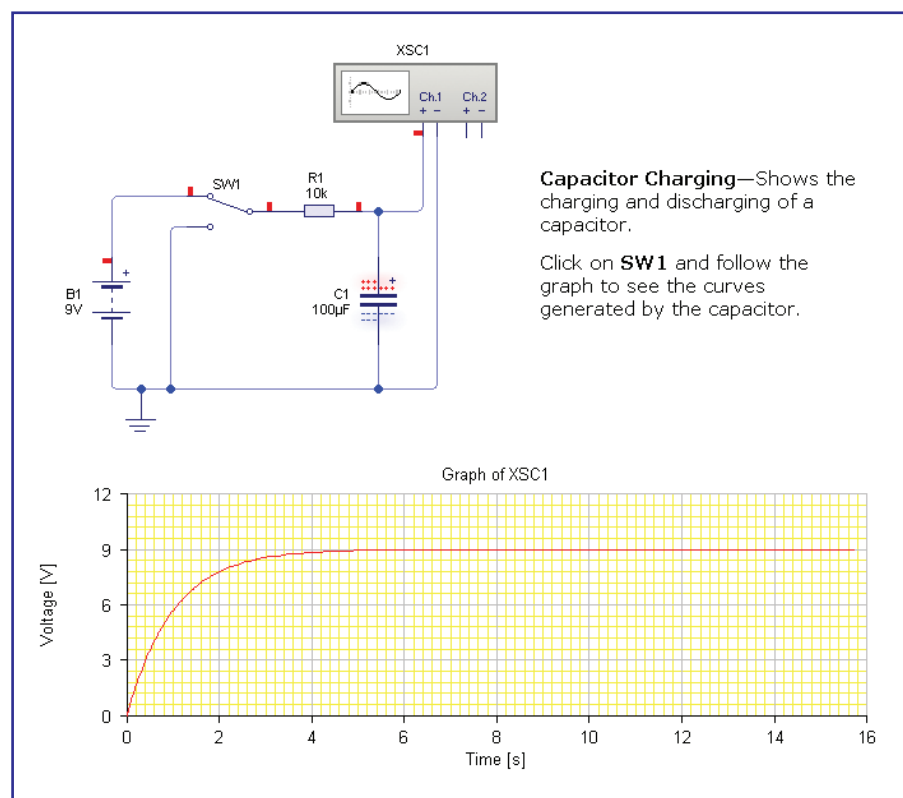 XSC1
Ch.1 Ch.2
+ − + −
SW1
R1
10k
Capacitor Charging—Shows the
charging and discharging of a
capacitor.
Click on SW1 and follow the
graph to see the curves
generated by the capacitor.
+
B1
9V
+
C1
100µF
Graph of XSC1
Voltage [V]
12
9
6
3
0
0 2 4 6 8 10 12 14 16
Time [s]